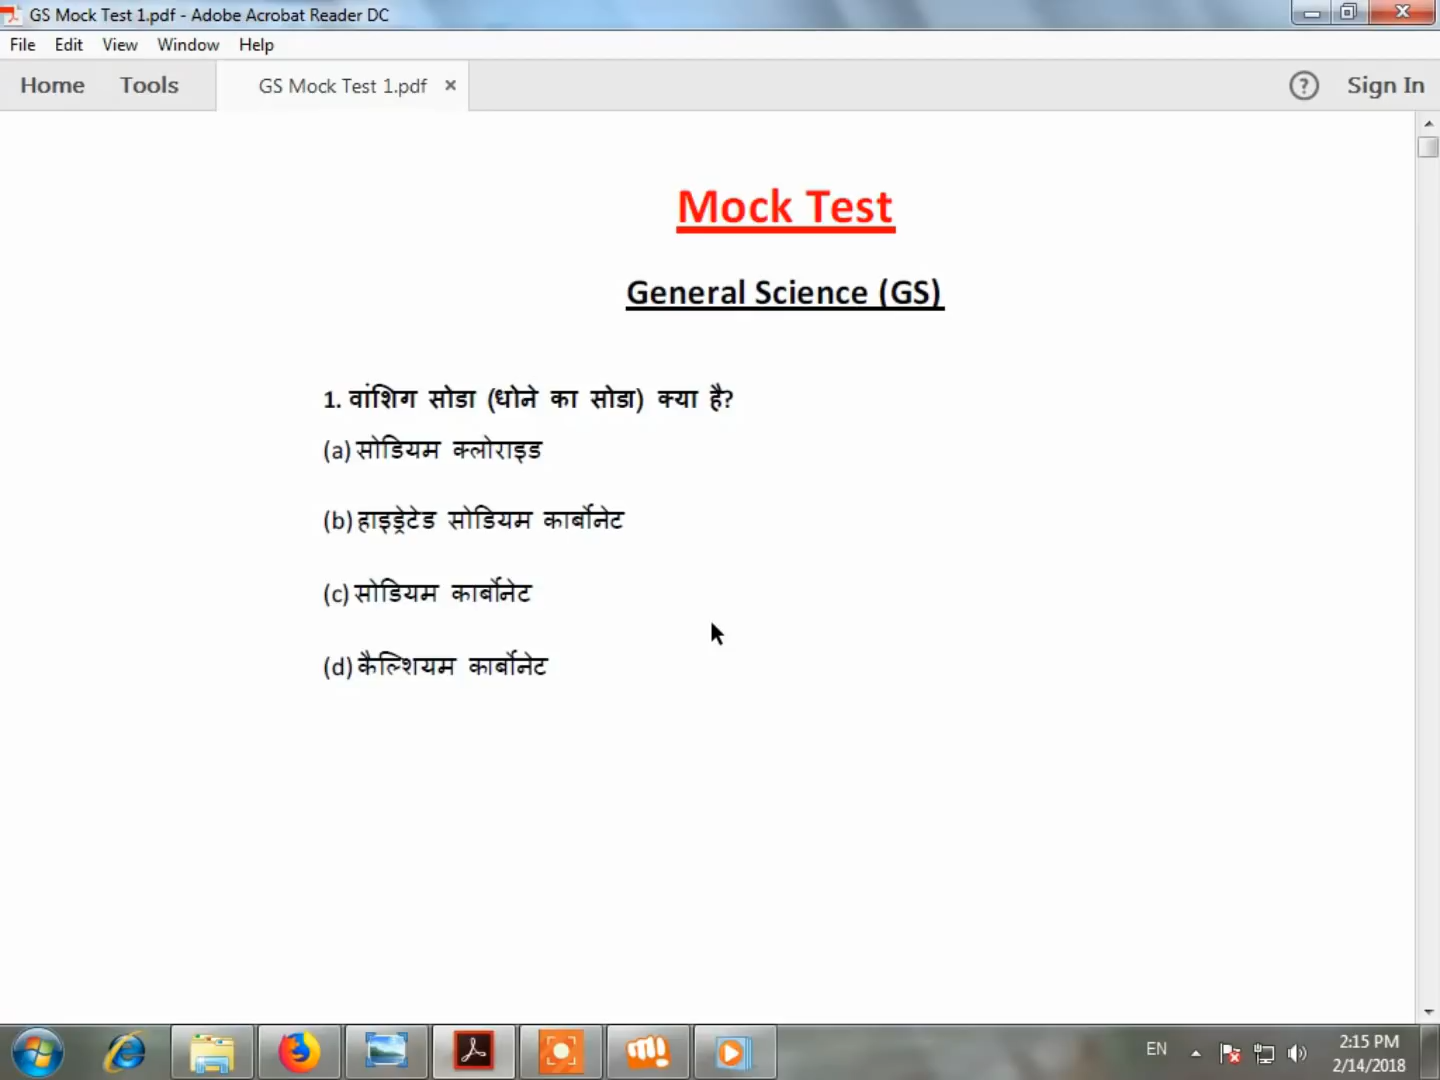 GS Mock Test 1.pdf - Adobe Acrobat Reader DC
File Edit View Window Help
Home Tools GS Mock Test 1.pdf × ? Sign In
Mock Test
General Science (GS)
1. वांशिग सोडा (धोने का सोडा) क्या है?
(a) सोडियम क्लोराइड
(b) हाइड्रेटेड सोडियम कार्बोनेट
(c) सोडियम कार्बोनेट
(d) कैल्शियम कार्बोनेट
EN
2:15 PM
2/14/2018